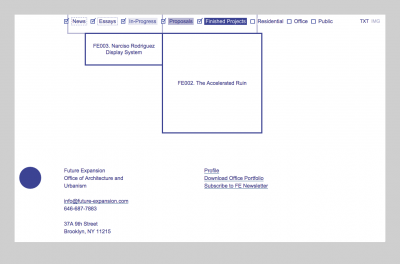 News Essays In-Progress Proposals Finished Projects Residential Office Public TXT IMG
FE003. Narciso Rodriguez
Display System
FE002. The Accelerated Ruin
Future Expansion
Office of Architecture and
Urbanism
info@future-expansion.com
646-687-7883
37A 9th Street
Brooklyn, NY 11215
Profile
Download Office Portfolio
Subscribe to FE Newsletter